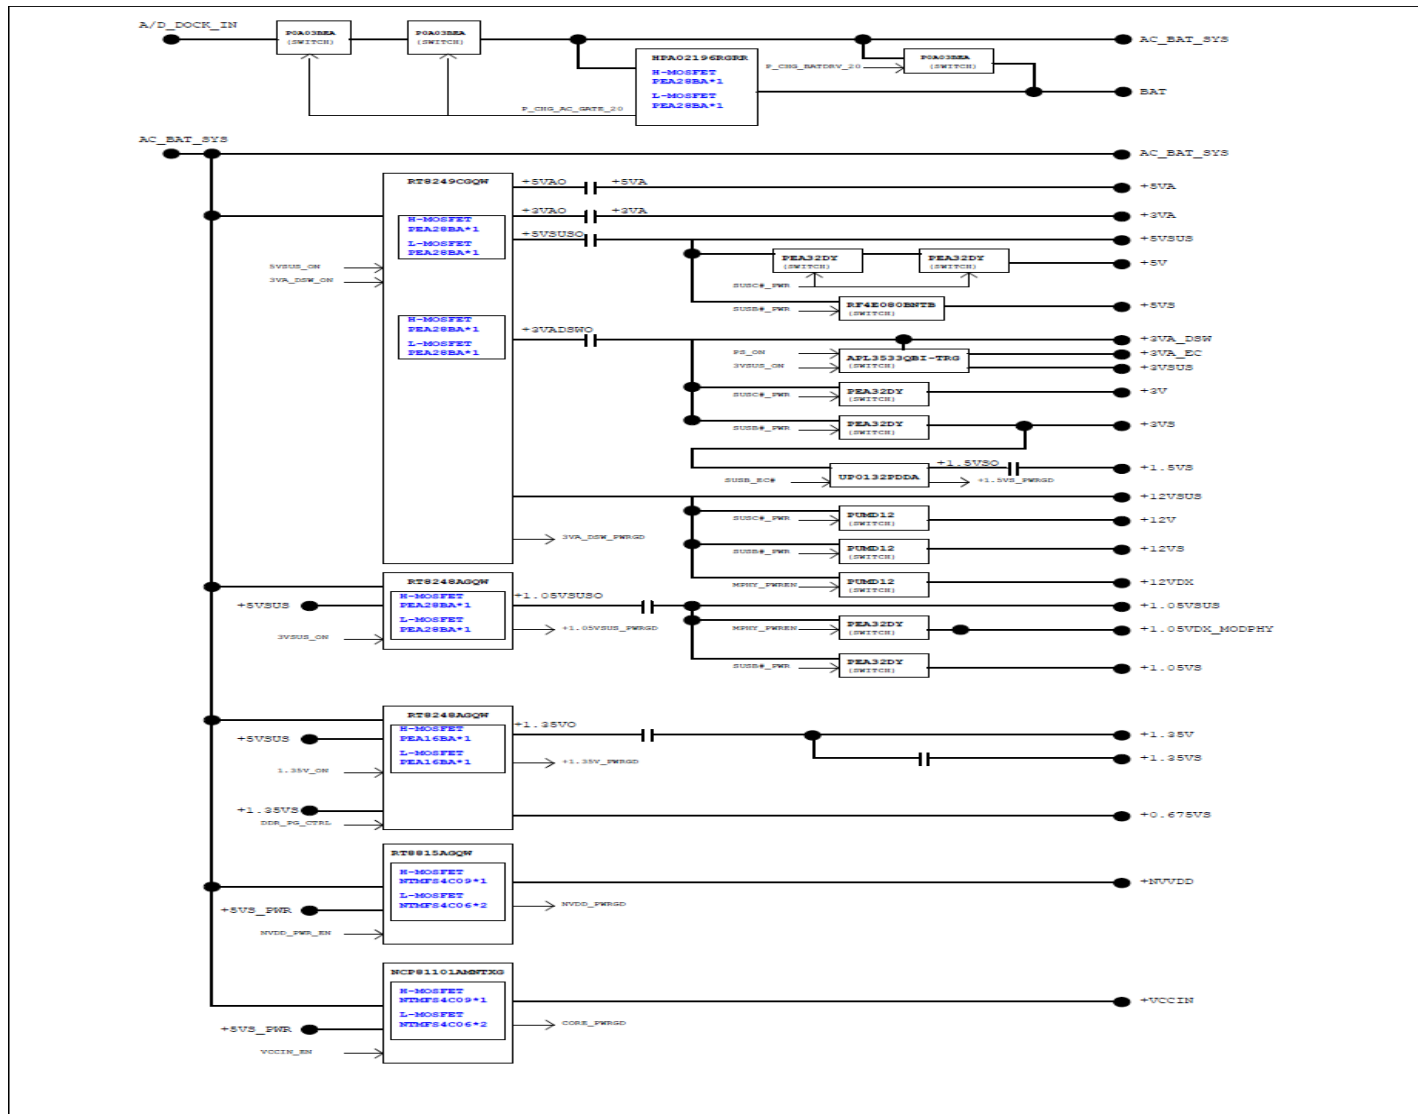 A/D_DOCK_IN
P0A03BEA
(SWITCH)
P0A03BEA
(SWITCH)
AC_BAT_SYS
HPA02196RGRR
H-MOSFET
PEA28BA*1
L-MOSFET
PEA28BA*1
P_CHG_BATDRV_20
P0A03BEA
(SWITCH)
BAT
P_CHG_AC_GATE_20
AC_BAT_SYS
AC_BAT_SYS
RT8249CGQW
+5VAO
+5VA
+5VA
+3VAO
+3VA
+3VA
H-MOSFET
PEA28BA*1
L-MOSFET
PEA28BA*1
+5VSUSO
+5VSUS
PEA32DY
(SWITCH)
PEA32DY
(SWITCH)
+5V
5VSUS_ON
3VA_DSW_ON
SUSC#_PWR
SUSB#_PWR
RF4E080BNTB
(SWITCH)
+5VS
H-MOSFET
PEA28BA*1
L-MOSFET
PEA28BA*1
+3VADSWO
+3VA_DSW
PS_ON
APL3533QBI-TRG
(SWITCH)
+3VA_EC
3VSUS_ON
+3VSUS
SUSC#_PWR
PEA32DY
(SWITCH)
+3V
SUSB#_PWR
PEA32DY
(SWITCH)
+3VS
SUSB_EC#
UP0132PDDA
+1.5VSO
+1.5VS_PWRGD
+1.5VS
+12VSUS
SUSC#_PWR
PUMD12
(SWITCH)
+12V
3VA_DSW_PWRGD
SUSB#_PWR
PUMD12
(SWITCH)
+12VS
MPHY_PWREN
PUMD12
(SWITCH)
+12VDX
RT8248AGQW
H-MOSFET
PEA28BA*1
L-MOSFET
PEA28BA*1
+5VSUS
3VSUS_ON
+1.05VSUSO
+1.05VSUS_PWRGD
+1.05VSUS
MPHY_PWREN
PEA32DY
(SWITCH)
+1.05VDX_MODPHY
SUSB#_PWR
PEA32DY
(SWITCH)
+1.05VS
RT8248AGQW
H-MOSFET
PEA16BA*1
L-MOSFET
PEA16BA*1
+5VSUS
1.35V_ON
+1.35VO
+1.35V_PWRGD
+1.35V
+1.35VS
+1.35VS
DDR_PG_CTRL
+0.675VS
RT8815AGQW
H-MOSFET
NTMFS4C09*1
L-MOSFET
NTMFS4C06*2
+5VS_PWR
NVDD_PWR_EN
NVDD_PWRGD
+NVVDD
NCP81101AMNTXG
H-MOSFET
NTMFS4C09*1
L-MOSFET
NTMFS4C06*2
+5VS_PWR
VCCIN_EN
CORE_PWRGD
+VCCIN